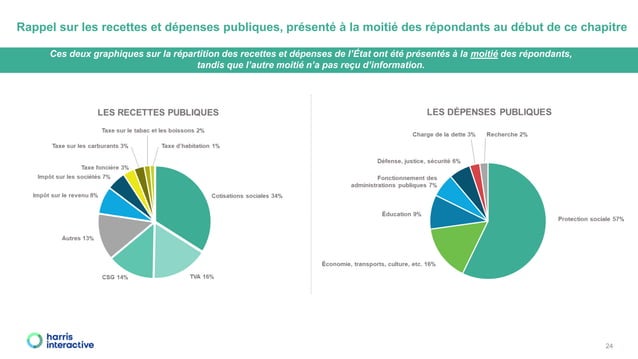 Rappel sur les recettes et dépenses publiques, présenté à la moitié des répondants au début de ce chapitre
Ces deux graphiques sur la répartition des recettes et dépenses de l'État ont été présentés à la moitié des répondants,
tandis que l'autre moitié n'a pas reçu d'information.
LES RECETTES PUBLIQUES
Taxe sur le tabac et les boissons 2%
Taxe sur les carburants 3%
Taxe d'habitation 1%
Taxe foncière 3%
Impôt sur les sociétés 7%
Impôt sur le revenu 8%
Cotisations sociales 34%
Autres 13%
CSG 14%
TVA 16%
LES DÉPENSES PUBLIQUES
Charge de la dette 3%
Recherche 2%
Défense, justice, sécurité 6%
Fonctionnement des
administrations publiques 7%
Éducation 9%
Protection sociale 57%
Économie, transports, culture, etc. 16%
harris
interactive
24